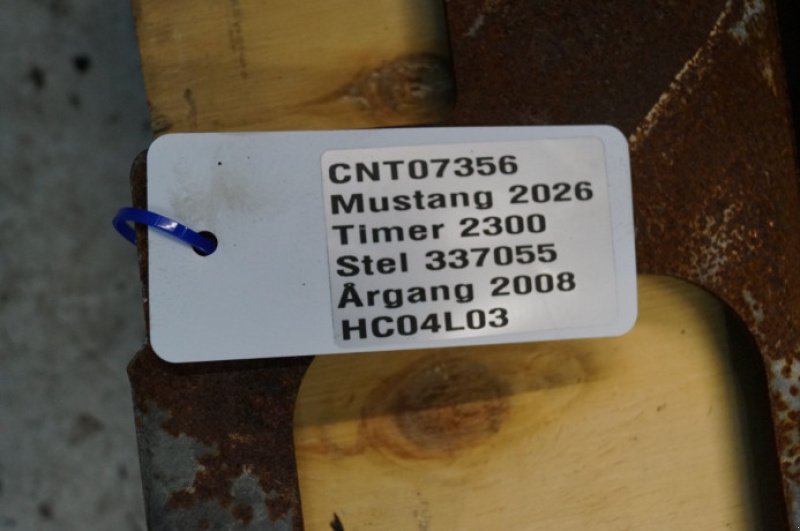 CNT07356
Mustang 2026
Timer 2300
Stel 337055
Årgang 2008
HC04L03